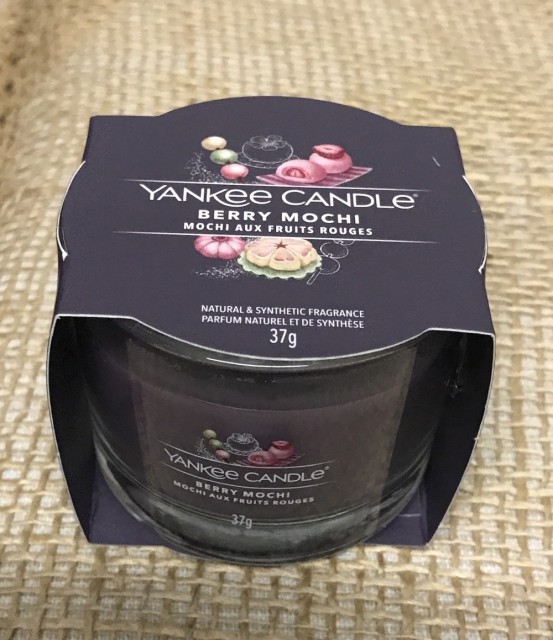 YANKEE CANDLE®
BERRY MOCHI
MOCHI AUX FRUITS ROUGES
NATURAL & SYNTHETIC FRAGRANCE
PARFUM NATUREL ET DE SYNTHÈSE
37g
YANKEE CANDLE®
BERRY MOCHI
MOCHI AUX FRUITS ROUGES
37g